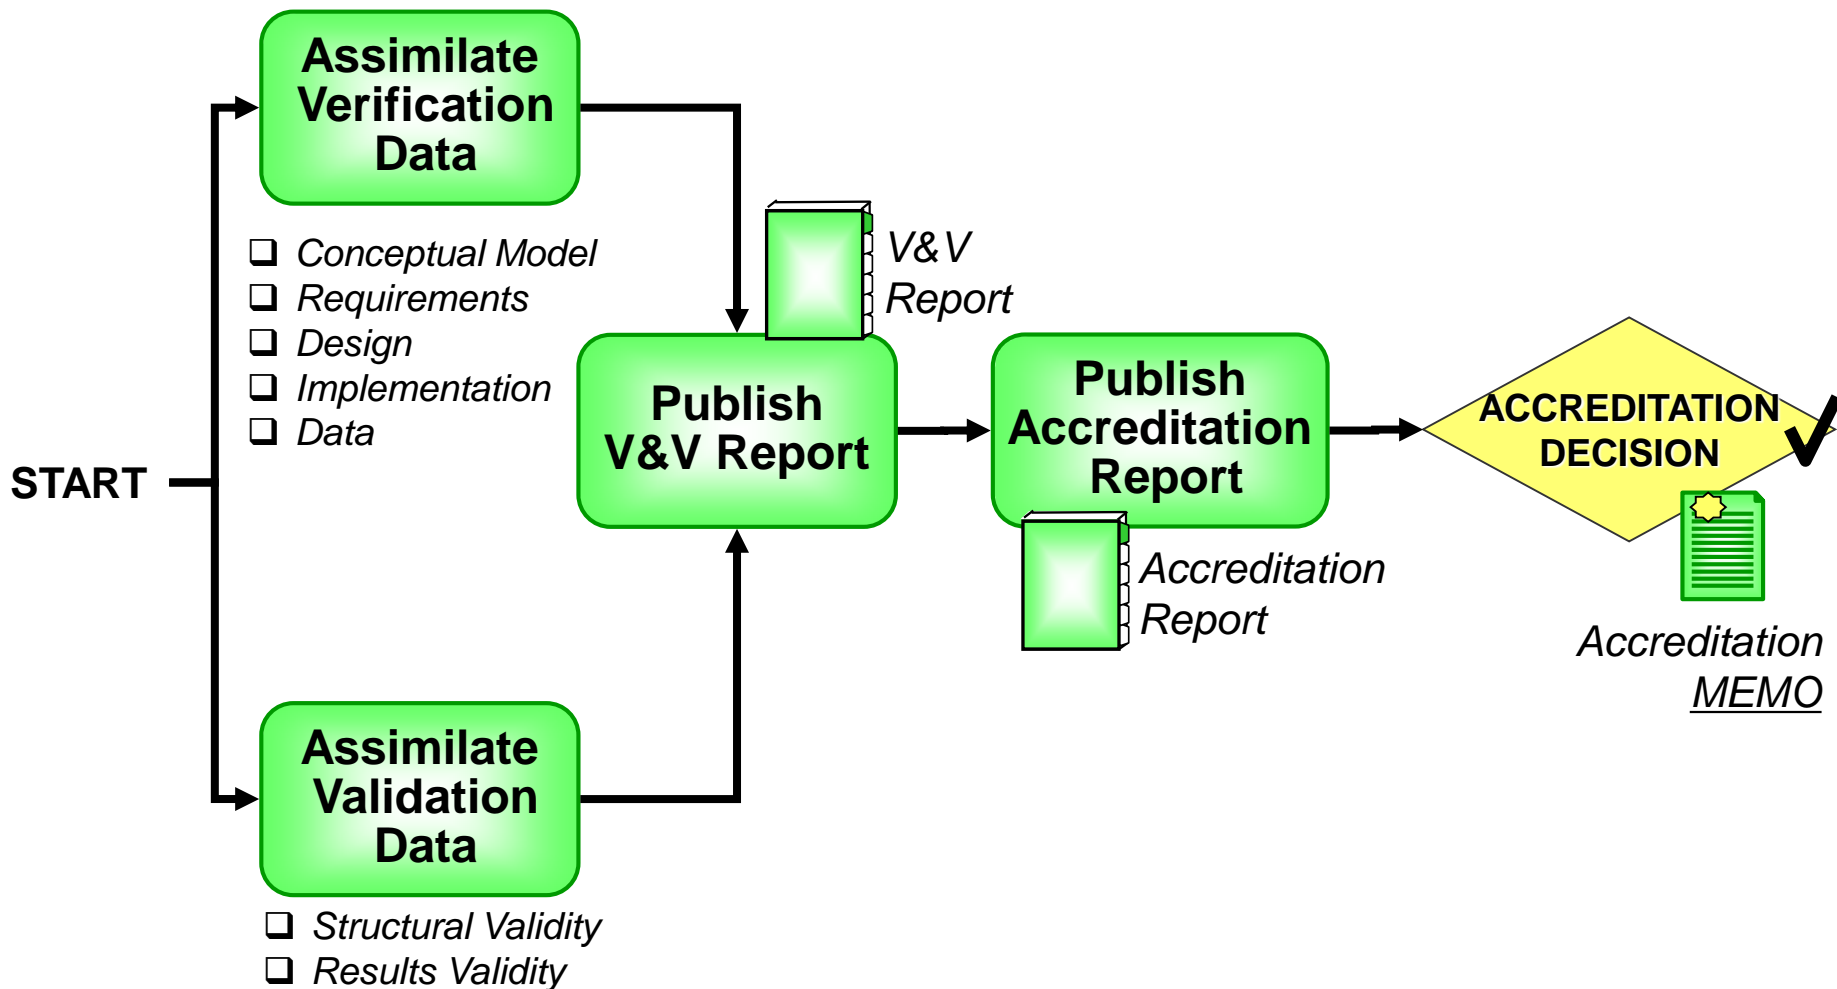 Assimilate
Verification
Data
❑ Conceptual Model
❑ Requirements
❑ Design
❑ Implementation
❑ Data
START
V&V
Report
Publish
V&V Report
Publish
Accreditation
Report
Accreditation
Report
ACCREDITATION
DECISION
Accreditation
MEMO
Assimilate
Validation
Data
❑ Structural Validity
❑ Results Validity